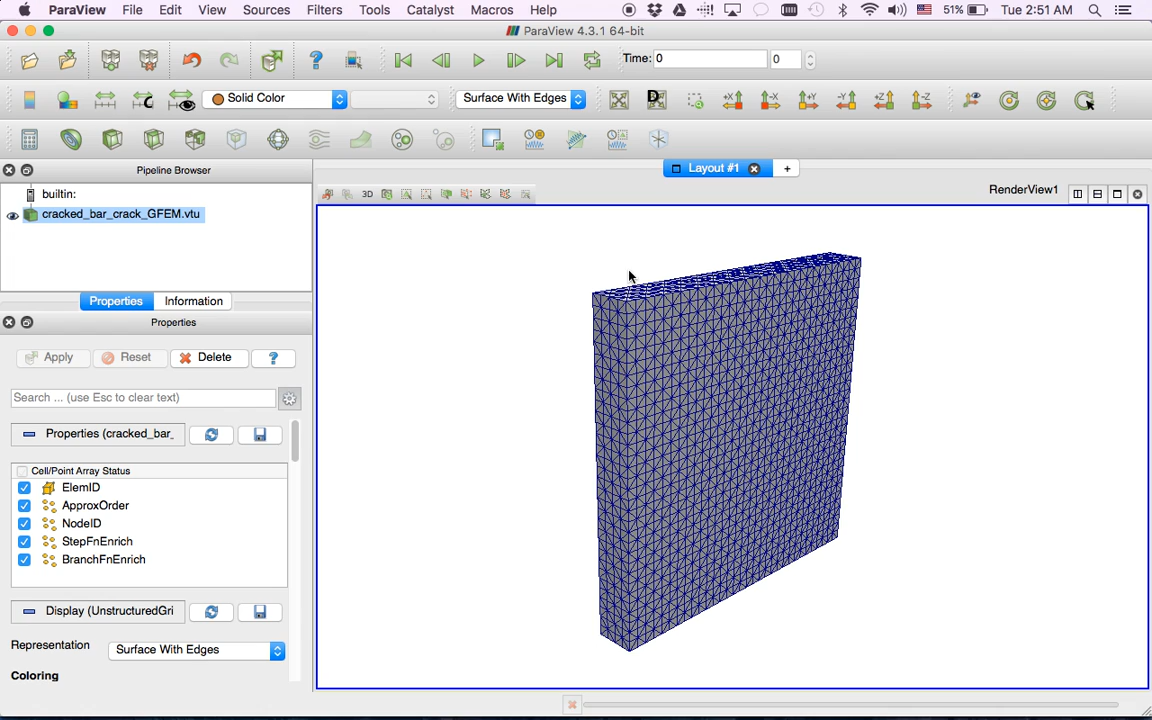 ParaView File Edit View Sources Filters Tools Catalyst Macros Help 51% Tue 2:51 AM
ParaView 4.3.1 64-bit
Time: 0 0
Solid Color Surface With Edges +X -X +Y -Y +Z -Z
Pipeline Browser
Layout #1 +
builtin:
3D RenderView1
cracked_bar_crack_GFEM.vtu
Properties Information
Properties
Apply Reset Delete ?
Search ... (use Esc to clear text)
Properties (cracked_bar_
Cell/Point Array Status
ElemID
ApproxOrder
NodeID
StepFnEnrich
BranchFnEnrich
Display (UnstructuredGri
Representation Surface With Edges
Coloring